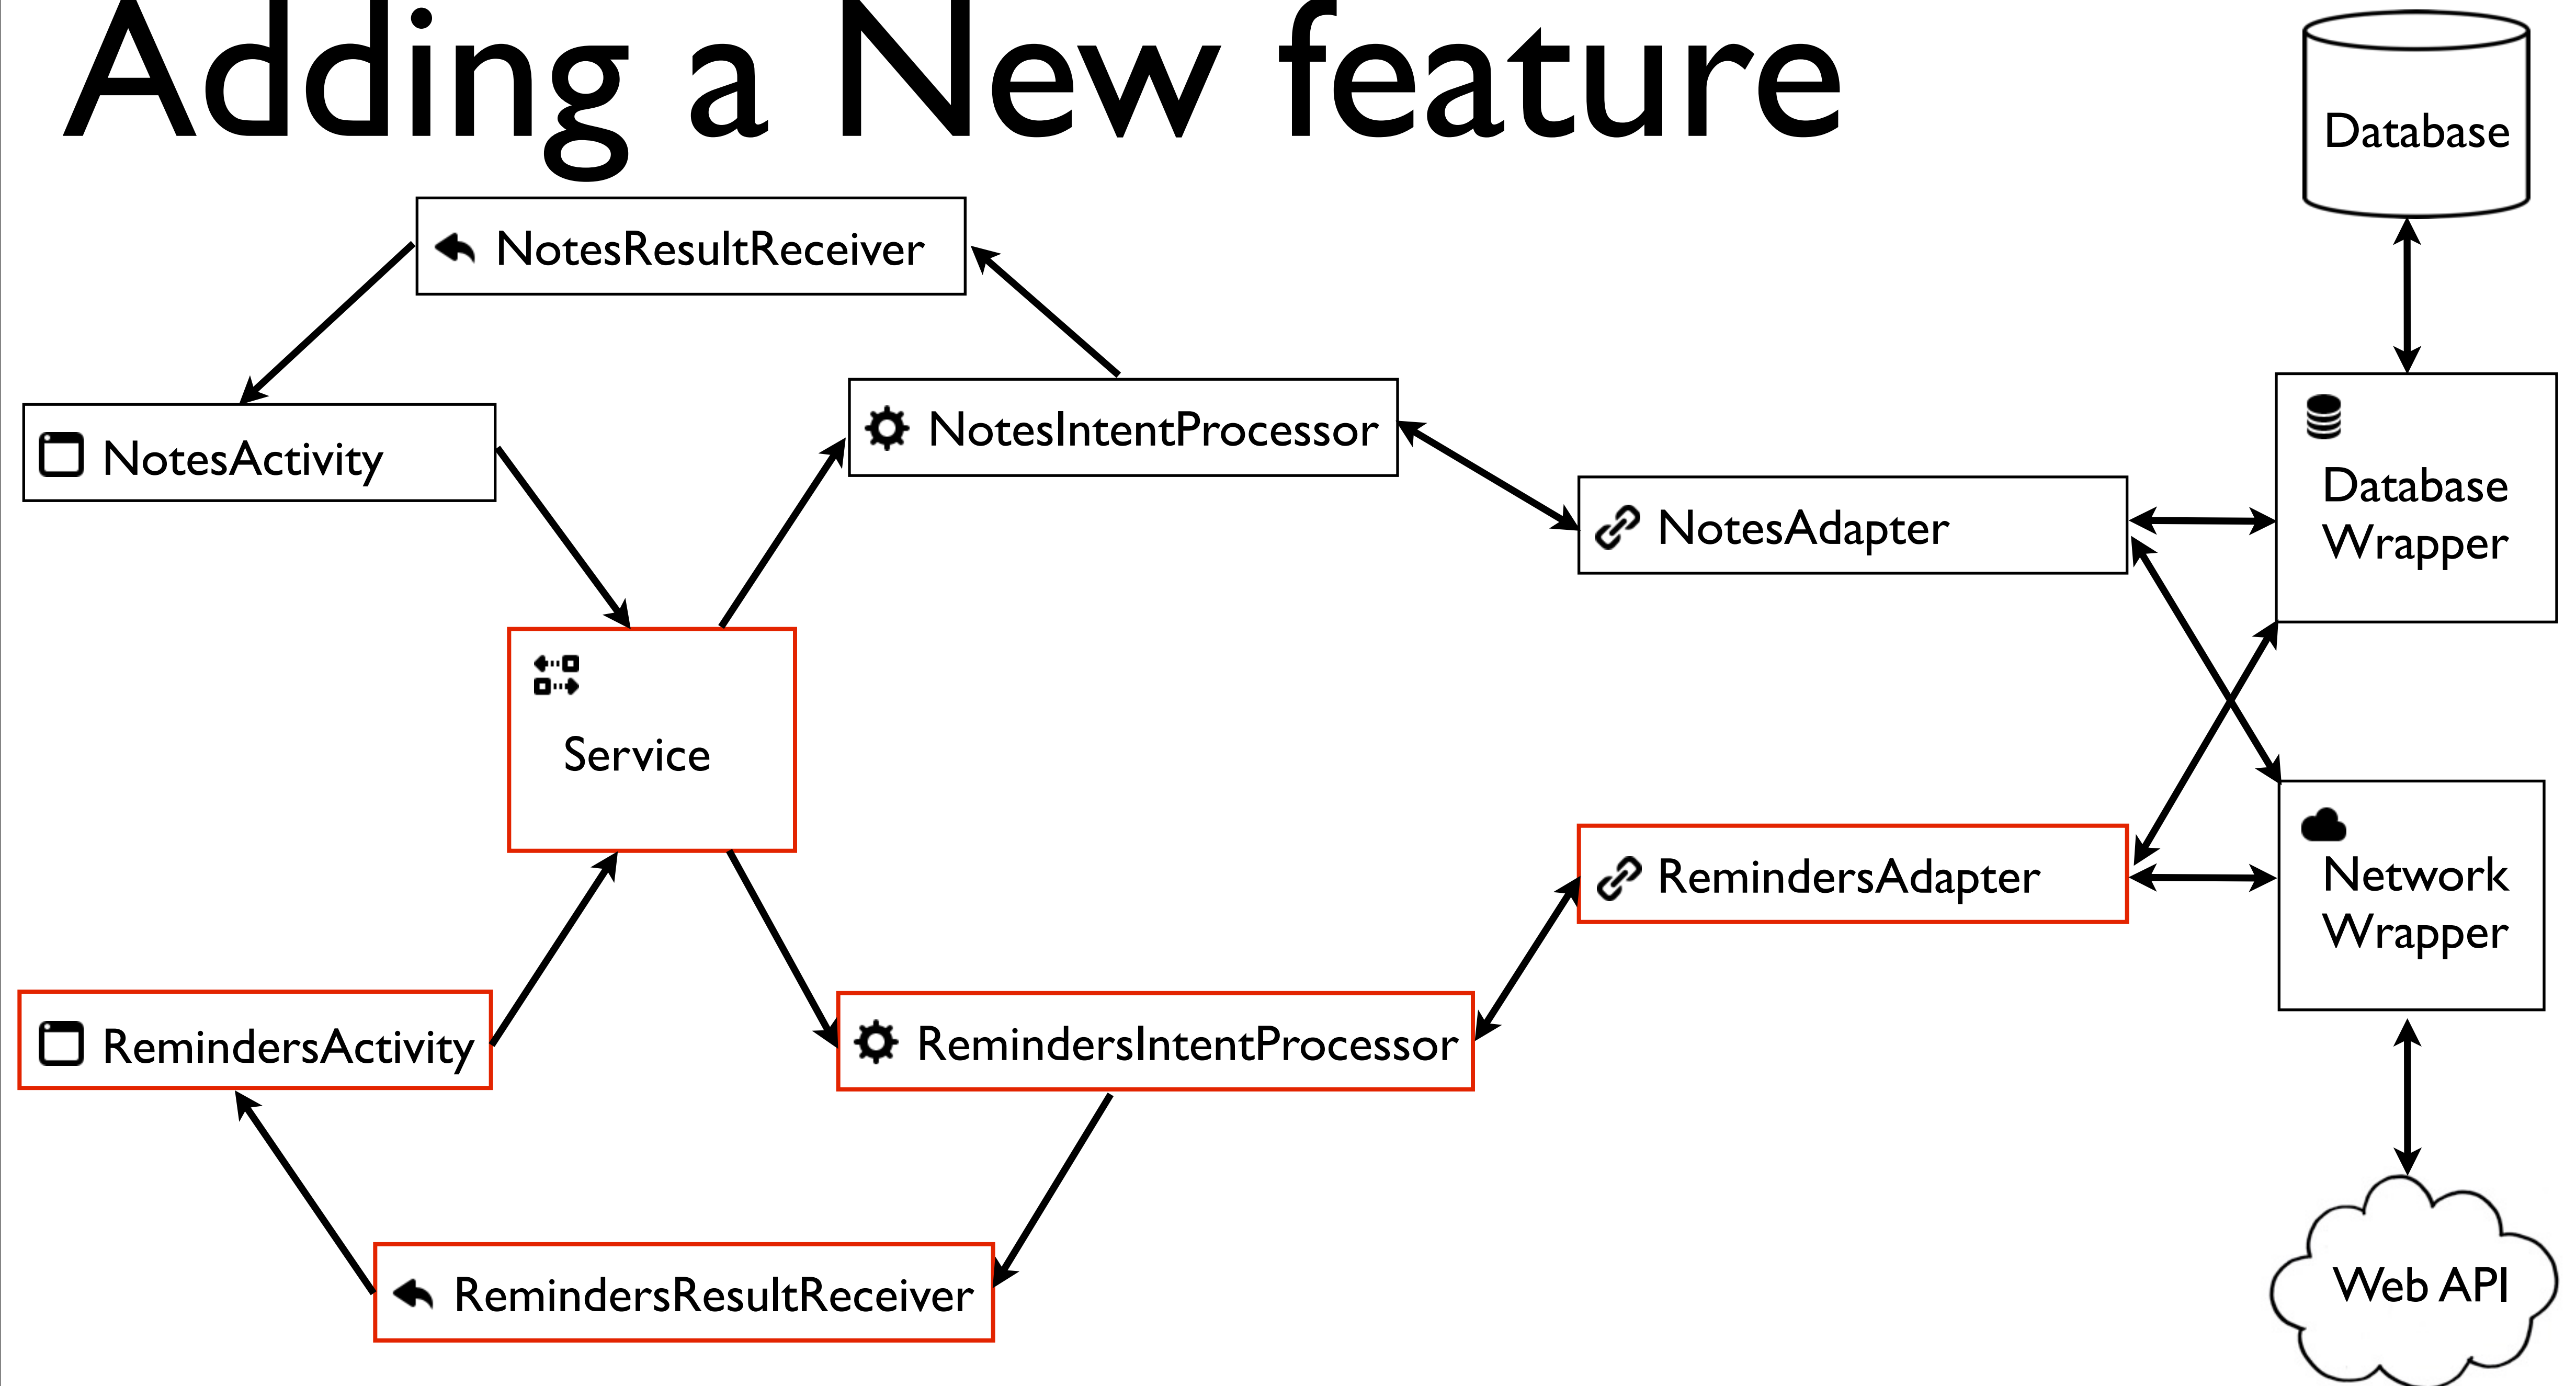 Adding a New feature
Database
NotesResultReceiver
NotesIntentProcessor
NotesActivity
NotesAdapter
Database
Wrapper
Service
RemindersAdapter
Network
Wrapper
RemindersActivity
RemindersIntentProcessor
RemindersResultReceiver
Web API